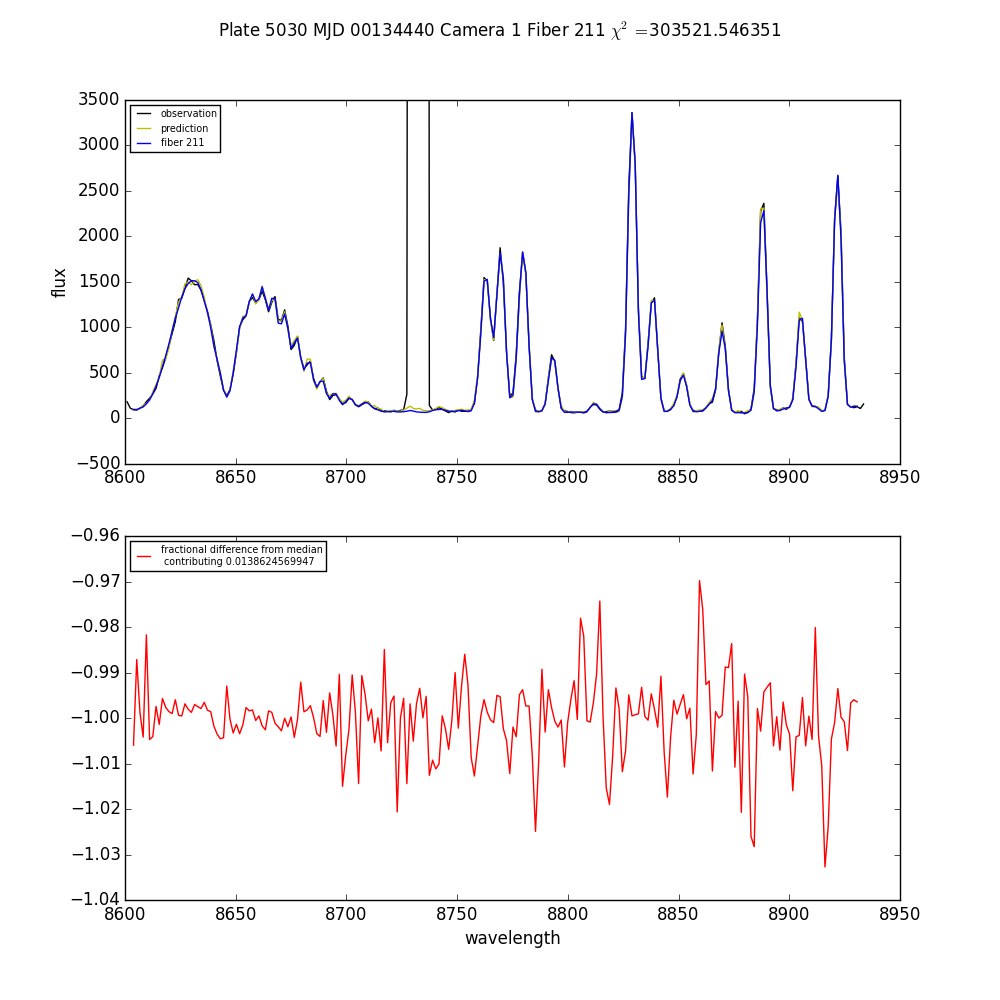 Plate 5030 MJD 00134440 Camera 1 Fiber 211 χ² =303521.546351
3500
3000
2500
2000
1500
1000
500
0
−500
flux
observation
prediction
fiber 211
8600 8650 8700 8750 8800 8850 8900 8950
−0.96
−0.97
−0.98
−0.99
−1.00
−1.01
−1.02
−1.03
−1.04
fractional difference from median
contributing 0.0138624569947
8600 8650 8700 8750 8800 8850 8900 8950
wavelength